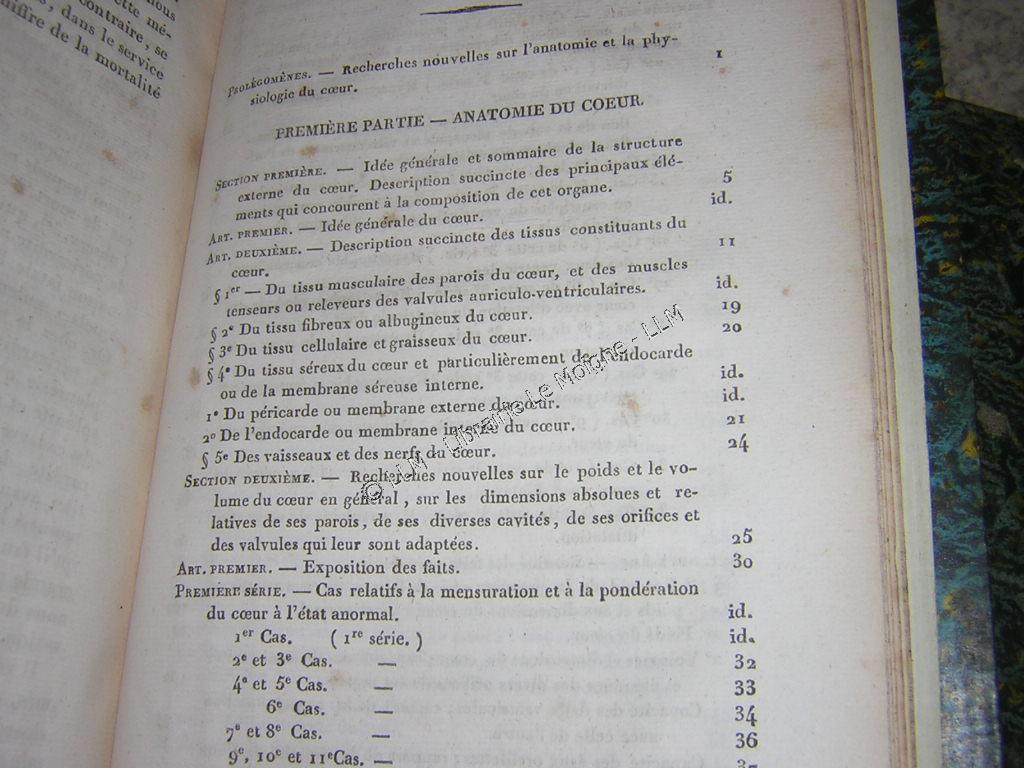 nous
cette mé-
contraire, se
, dans le service
chiffre de la mortalité
Prolégomènes. — Recherches nouvelles sur l'anatomie et la phy-
siologie du cœur. 1
PREMIÈRE PARTIE — ANATOMIE DU COEUR.
Section première. — Idée générale et sommaire de la structure
externe du cœur. Description succincte des principaux élé-
ments qui concourent à la composition de cet organe. 5
Art. premier. — Idée générale du cœur. id.
Art. deuxième. — Description succincte des tissus constituants du
cœur. 11
§ 1er — Du tissu musculaire des parois du cœur, et des muscles
tenseurs ou releveurs des valvules auriculo-ventriculaires. id.
§ 2e Du tissu fibreux ou albugineux du cœur. 19
§ 3e Du tissu cellulaire et graisseux du cœur. 20
§ 4e Du tissu séreux du cœur et particulièrement de l'endocarde
ou de la membrane séreuse interne. id.
1o Du péricarde ou membrane externe du cœur. id.
2o De l'endocarde ou membrane interne du cœur. 21
§ 5e Des vaisseaux et des nerfs du cœur. 24
Section deuxième. — Recherches nouvelles sur le poids et le vo-
lume du cœur en général, sur les dimensions absolues et re-
latives de ses parois, de ses diverses cavités, de ses orifices et
des valvules qui leur sont adaptées. 25
Art. premier. — Exposition des faits. 30
Première série. — Cas relatifs à la mensuration et à la pondération
du cœur à l'état anormal. id.
1er Cas. (1re série.) id.
2e et 3e Cas. — 32
4e et 5e Cas. — 33
6e Cas. — 34
7e et 8e Cas. — 36
9e, 10e et 11e Cas. —
© LLM - Librairie Le Moigne - LLM